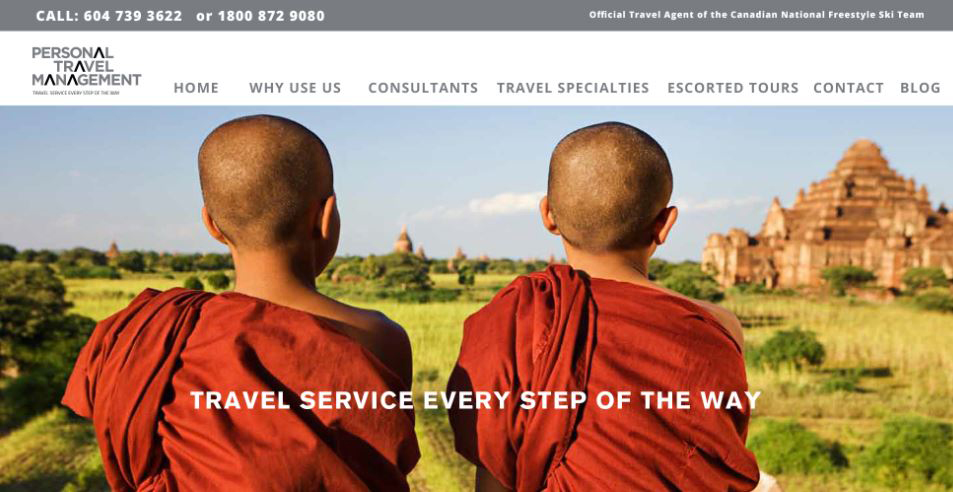 CALL: 604 739 3622 or 1800 872 9080
Official Travel Agent of the Canadian National Freestyle Ski Team
PERSONAL
TRAVEL
MANAGEMENT
TRAVEL SERVICE EVERY STEP OF THE WAY
HOME WHY USE US CONSULTANTS TRAVEL SPECIALTIES ESCORTED TOURS CONTACT BLOG
TRAVEL SERVICE EVERY STEP OF THE WAY